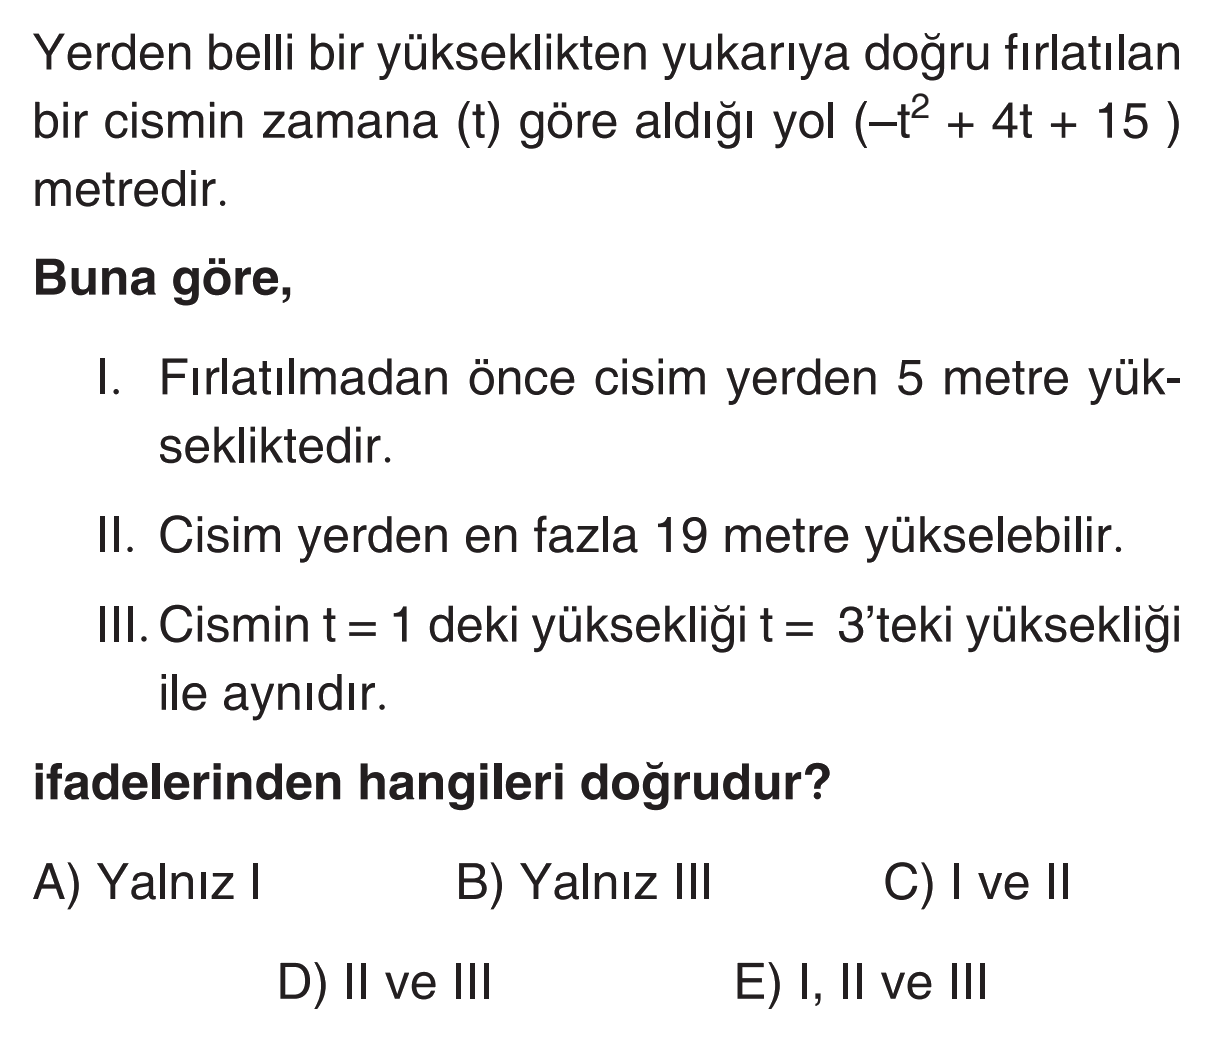 Yerden belli bir yükseklikten yukarıya doğru fırlatılan
bir cismin zamana (t) göre aldığı yol (–t² + 4t + 15 )
metredir.
Buna göre,
I. Fırlatılmadan önce cisim yerden 5 metre yük-
sekliktedir.
II. Cisim yerden en fazla 19 metre yükselebilir.
III. Cismin t = 1 deki yüksekliği t = 3’teki yüksekliği
ile aynıdır.
ifadelerinden hangileri doğrudur?
A) Yalnız I B) Yalnız III C) I ve II
D) II ve III E) I, II ve III